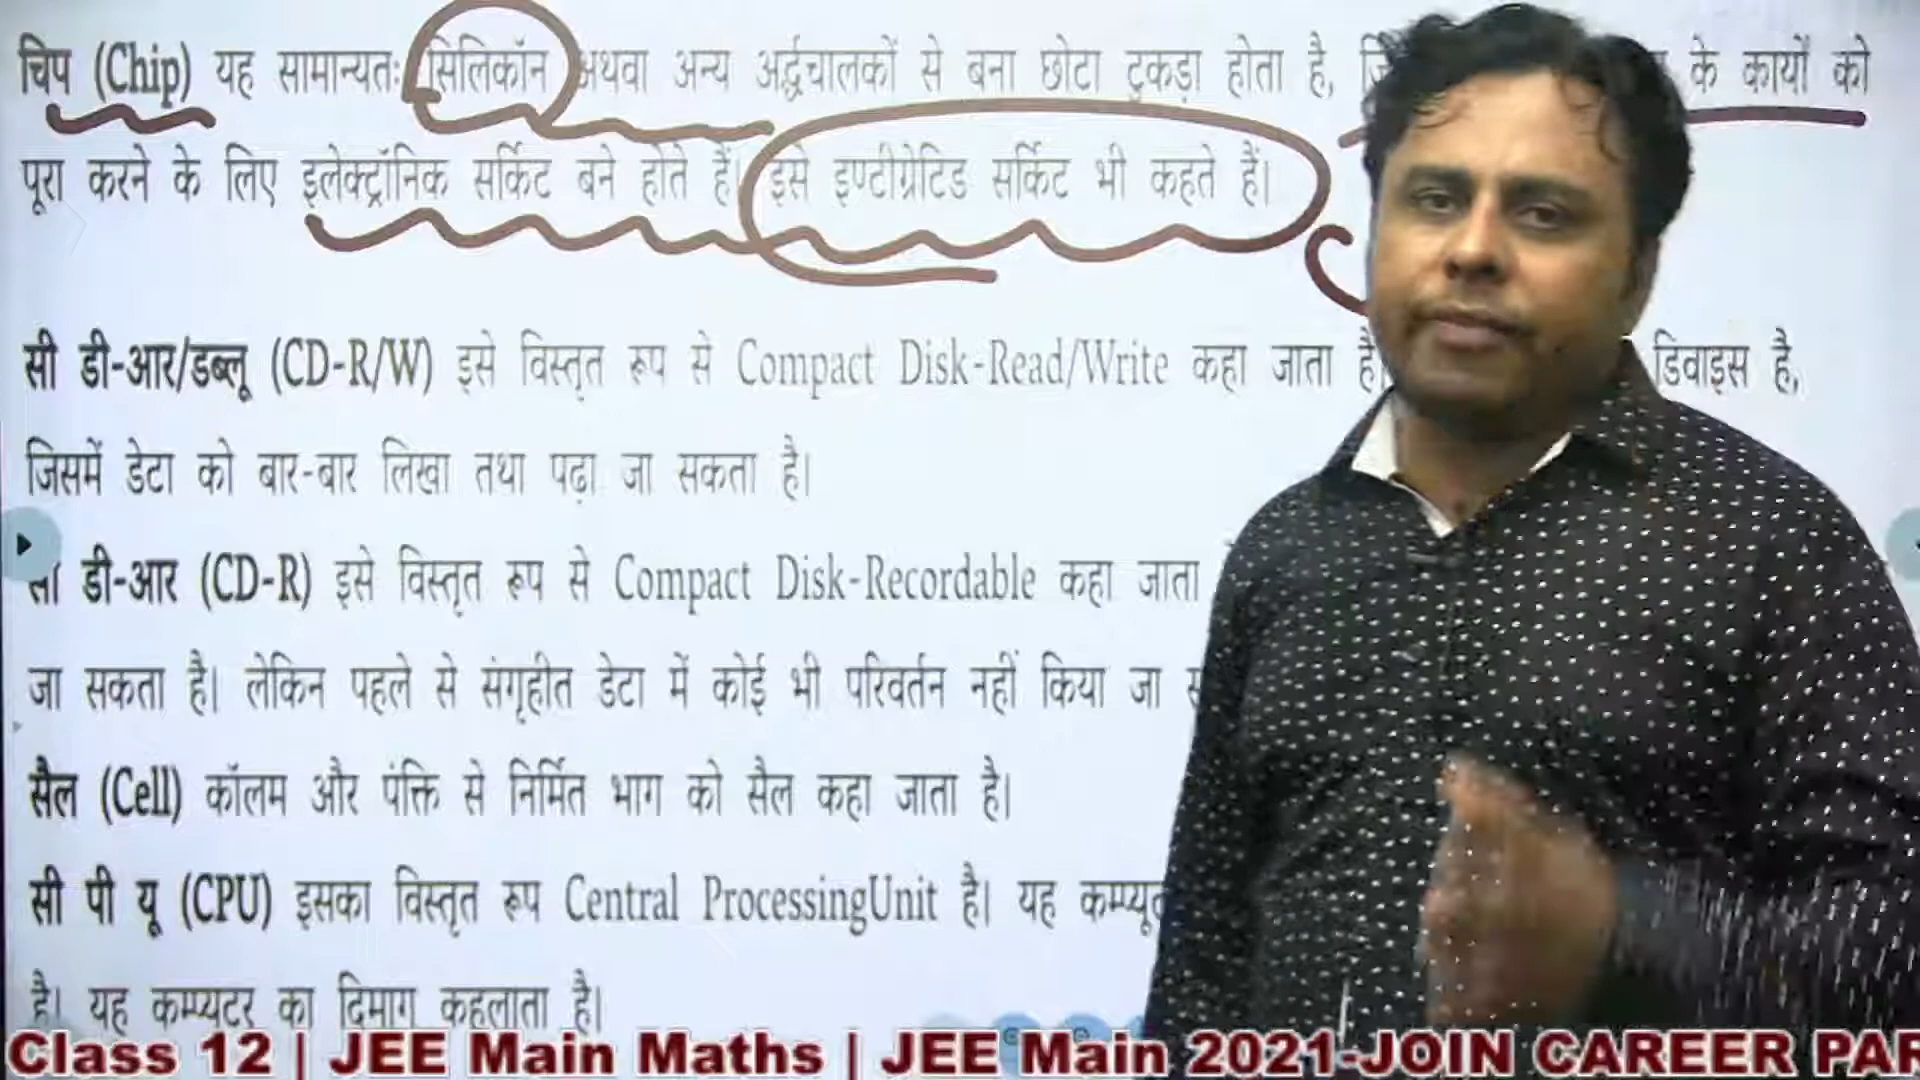 चिप (Chip) यह सामान्यतः सिलिकॉन अथवा अन्य अर्द्धचालकों से बना छोटा टुकड़ा होता है, के कार्यों को
पूरा करने के लिए इलेक्ट्रॉनिक सर्किट बने होते हैं। इसे इण्टीग्रेटिड सर्किट भी कहते हैं।
सी डी-आर/डब्लू (CD-R/W) इसे विस्तृत रूप से Compact Disk-Read/Write कहा जाता है डिवाइस है,
जिसमें डेटा को बार-बार लिखा तथा पढ़ा जा सकता है।
सी डी-आर (CD-R) इसे विस्तृत रूप से Compact Disk-Recordable कहा जाता
जा सकता है। लेकिन पहले से संगृहीत डेटा में कोई भी परिवर्तन नहीं किया जा
सैल (Cell) कॉलम और पंक्ति से निर्मित भाग को सैल कहा जाता है।
सी पी यू (CPU) इसका विस्तृत रूप Central ProcessingUnit है। यह
है। यह कम्प्यूटर का दिमाग कहलाता है।
Class 12 | JEE Main Maths | JEE Main 2021-JOIN CAREER PAR